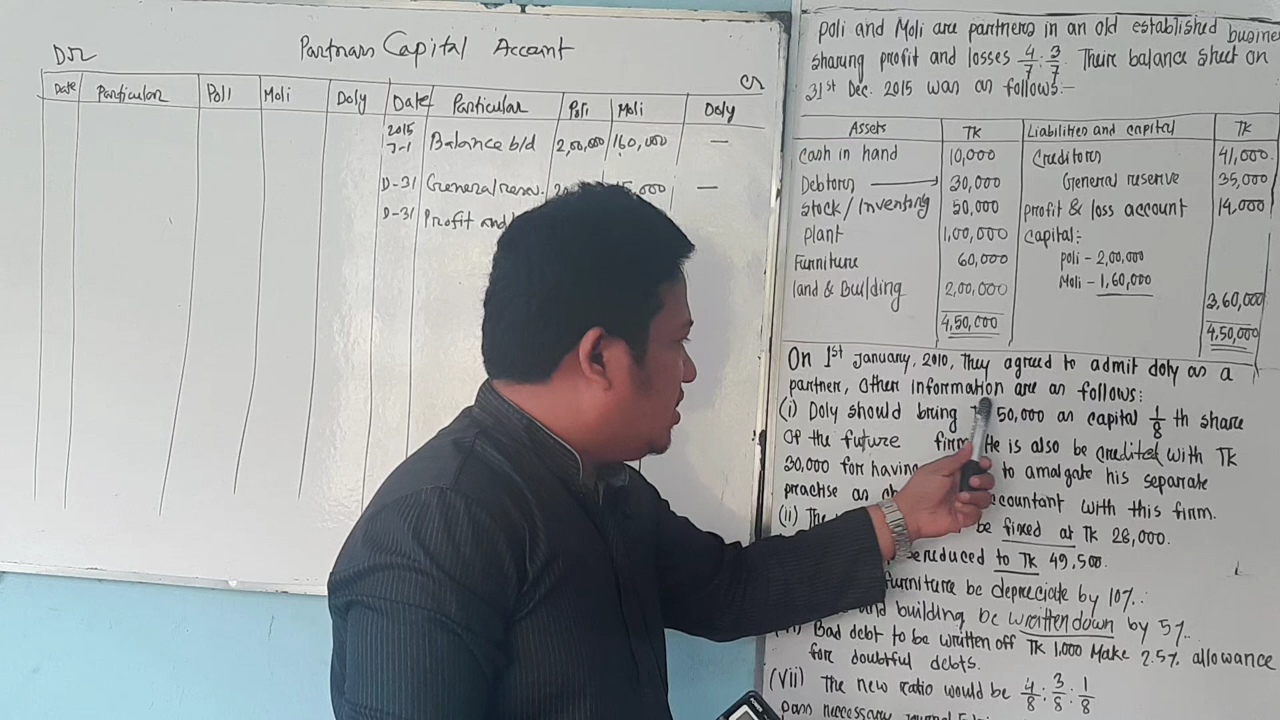 Partners Capital Account
Dr
Cr
Date Particular Poli Moli Doly Date Particular Poli Moli Doly
2015
J-1 Balance b/d 2,00,000 160,000 —
D-31 General reserv. —
D-31 Profit and
Poli and Moli are partners in an old established
sharing profit and losses 4/7 : 3/7. Their balance sheet on
31st Dec. 2015 was as follows:-
Assets TK Liabilities and capital TK
Cash in hand 10,000 Creditors 41,000
Debtors 30,000 General reserve 35,000
Stock / Inventory 50,000 profit & loss account 14,000
plant 1,00,000 Capital:
Furniture 60,000 poli - 2,00,000
land & Building 2,00,000 Moli - 1,60,000
3,60,000
4,50,000 4,50,000
On 1st January, 2010, They agreed to admit doly as a
partner, Other information are as follows:
(i) Doly should bring 50,000 as capital 1/8 th share
Of the future firm He is also be credited with TK
30,000 for having to amalgate his separate
practise as countant with this firm.
(ii) The be fixed at TK 28,000.
reduced to TK 49,500.
furniture be depreciate by 10%.
and building be written down by 5%.
Bad debt to be written off TK 1,000 Make 2.5% allowance
for doubtful debts.
(vii) The new ratio would be 4/8 : 3/8 : 1/8
pass necessary journal